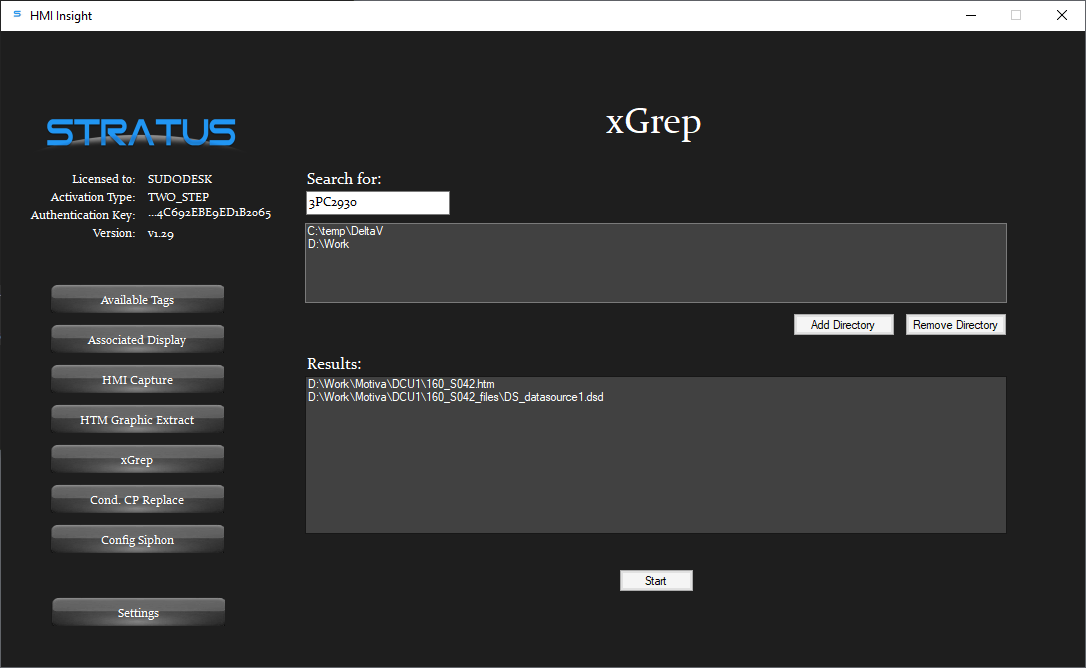 HMI Insight
STRATUS
Licensed to: SUDODESK
Activation Type: TWO_STEP
Authentication Key: ...4C692EBE9ED1B2065
Version: v1.29
Available Tags
Associated Display
HMI Capture
HTM Graphic Extract
xGrep
Cond. CP Replace
Config Siphon
Settings
xGrep
Search for:
3PC2930
C:\temp\DeltaV
D:\Work
Add Directory Remove Directory
Results:
D:\Work\Motiva\DCU1\160_S042.htm
D:\Work\Motiva\DCU1\160_S042_files\DS_datasource1.dsd
Start